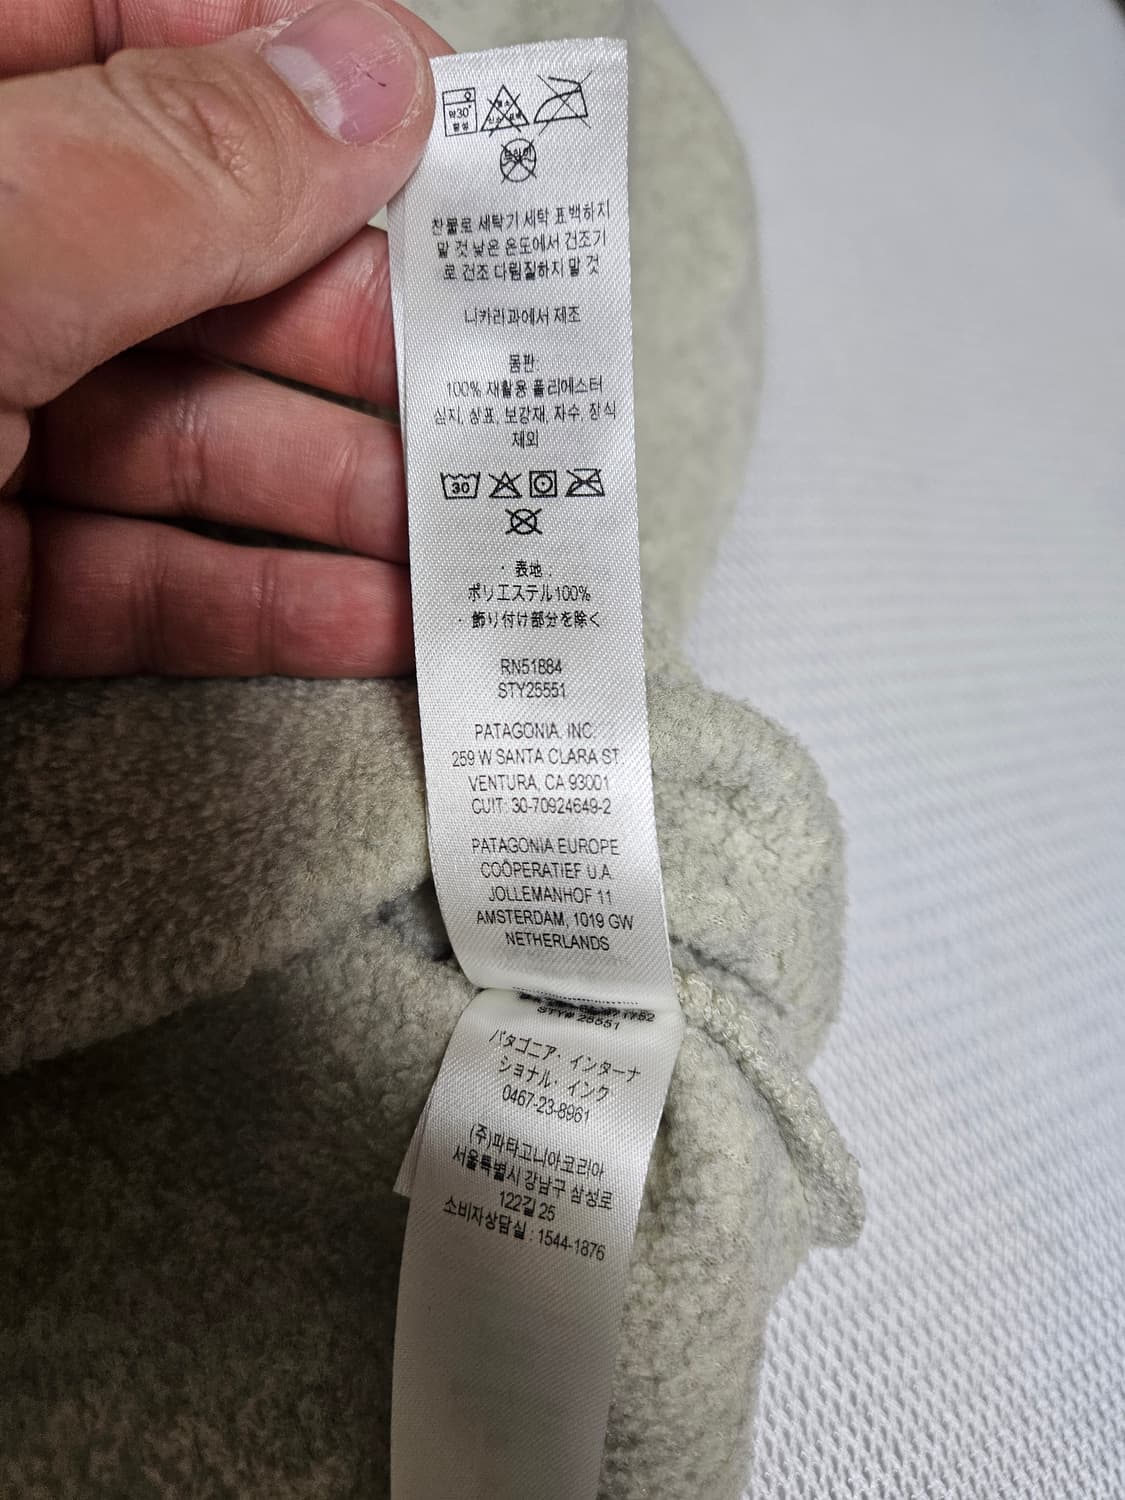 약30°
찬물로 세탁기 세탁 표백하지
말 것 낮은 온도에서 건조기
로 건조 다림질하지 말 것
니카라과에서 제조
몸판:
100% 재활용 폴리에스터
심지, 상표, 보강재, 자수, 장식
제외
30
・表地:
ポリエステル100%
・飾り付け部分を除く
RN51884
STY25551
PATAGONIA, INC.
259 W SANTA CLARA ST.
VENTURA, CA 93001
CUIT: 30-70924649-2
PATAGONIA EUROPE
COÖPERATIEF U.A.
JOLLEMANHOF 11
AMSTERDAM, 1019 GW
NETHERLANDS
STY# 25551
パタゴニア・インターナ
ショナル・インク
0467-23-8961
(주)파타고니아코리아
서울특별시 강남구 삼성로
122길 25
소비자상담실 : 1544-1876